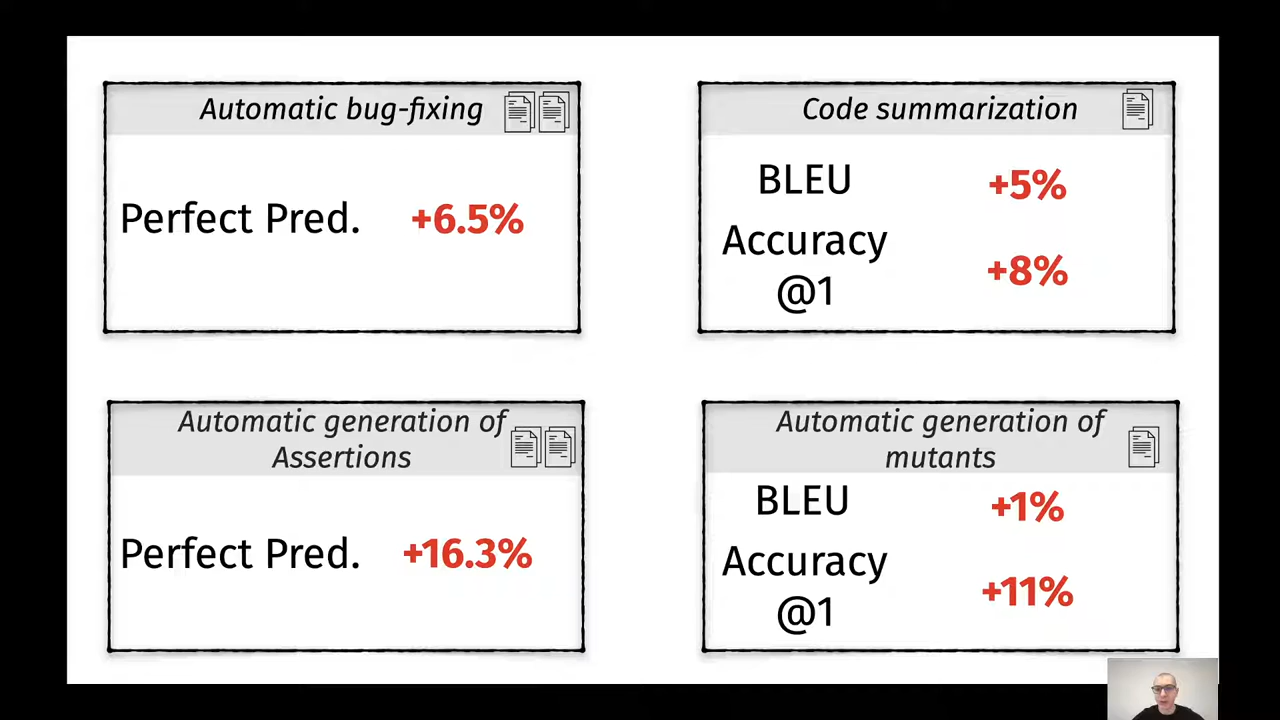 Automatic bug-fixing
Perfect Pred. +6.5%
Code summarization
BLEU +5%
Accuracy
@1
+8%
Automatic generation of
Assertions
Perfect Pred. +16.3%
Automatic generation of
mutants
BLEU +1%
Accuracy
@1
+11%